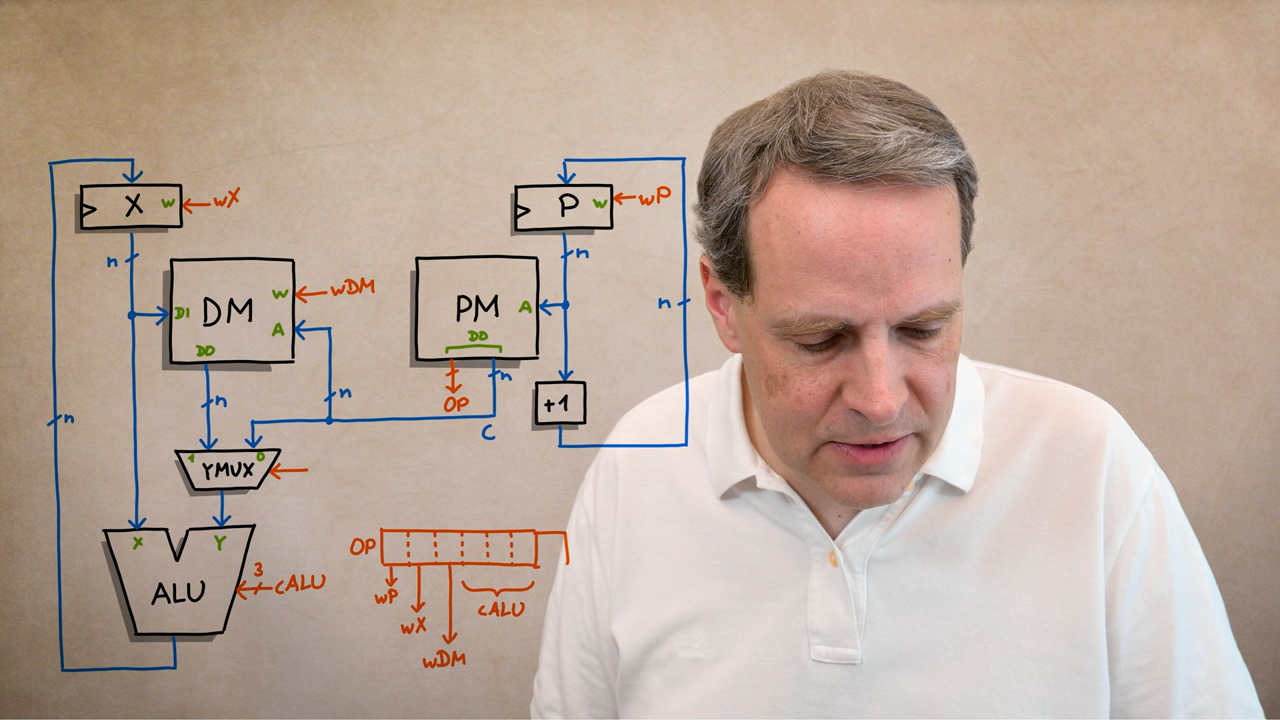 X W ←wX
P W ←wP
n
n
n
DI DM W ←wDM
A
DO
PM A
DO
n
n
n
OP
n
C
+1
1 YMUX 0
X Y
ALU
3
cALU
OP
wP
wX
cALU
wDM